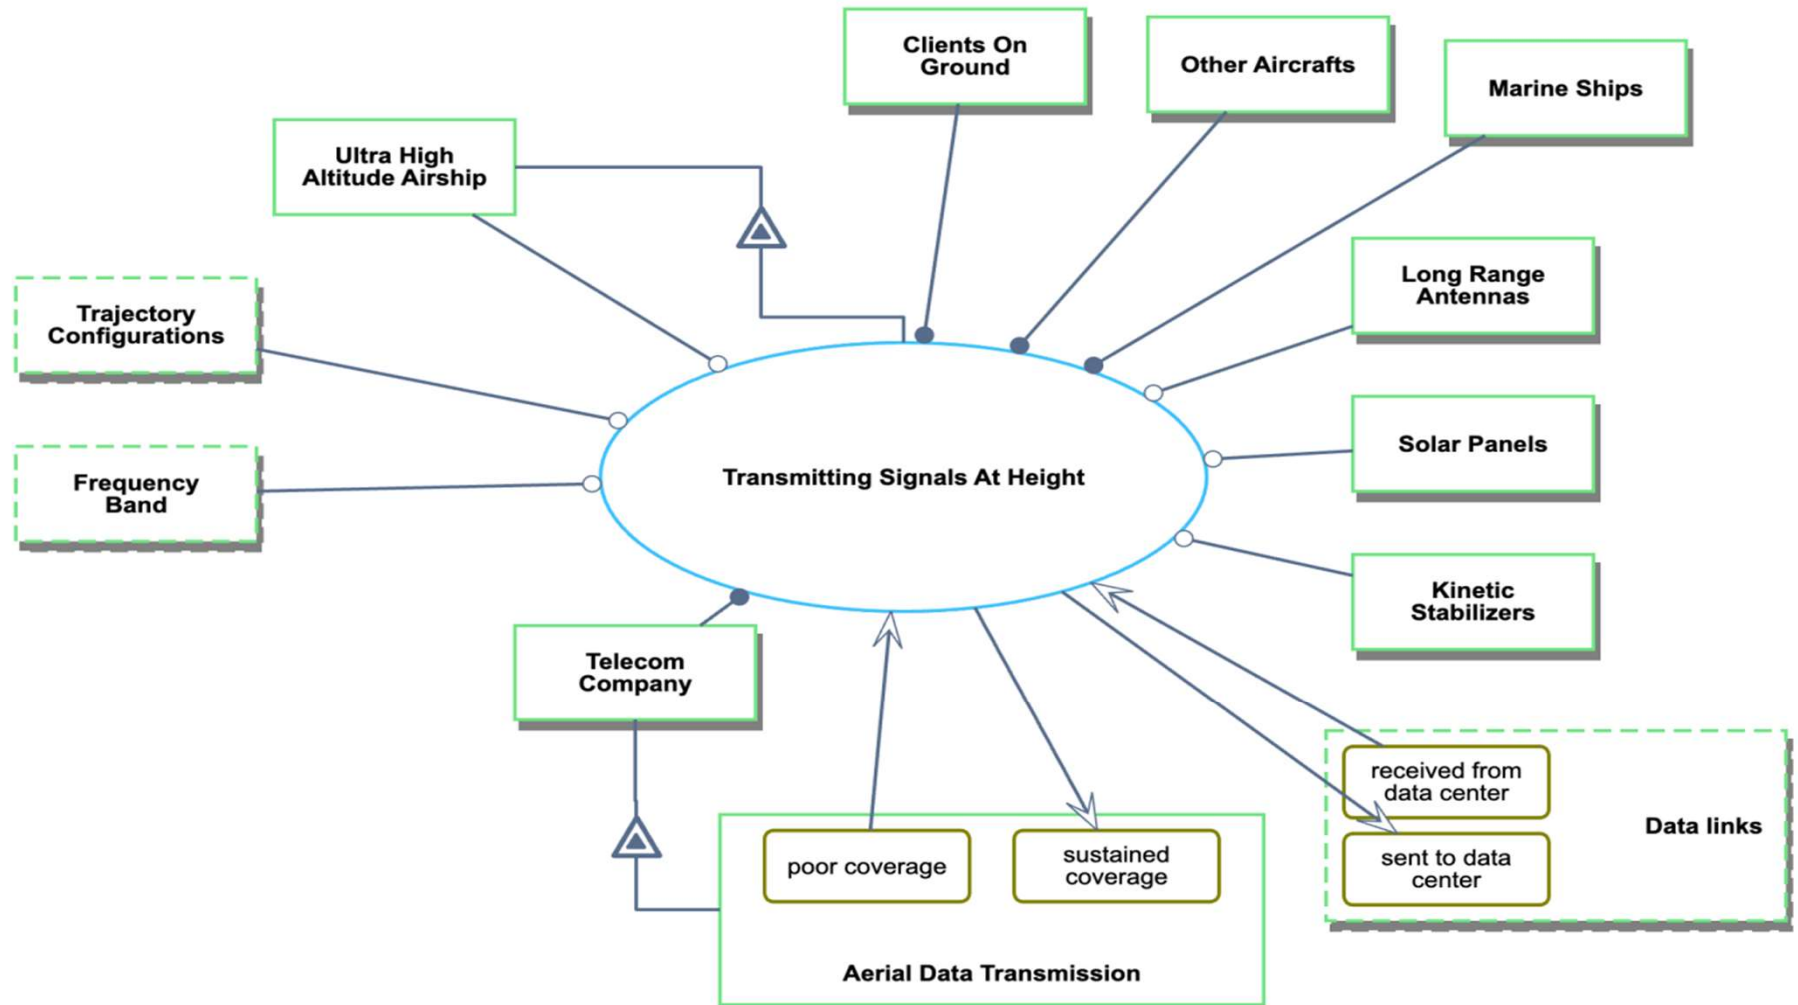 Clients On
Ground
Other Aircrafts
Marine Ships
Ultra High
Altitude Airship
Long Range
Antennas
Trajectory
Configurations
Solar Panels
Transmitting Signals At Height
Frequency
Band
Kinetic
Stabilizers
Telecom
Company
received from
data center
Data links
poor coverage
sustained
coverage
sent to data
center
Aerial Data Transmission